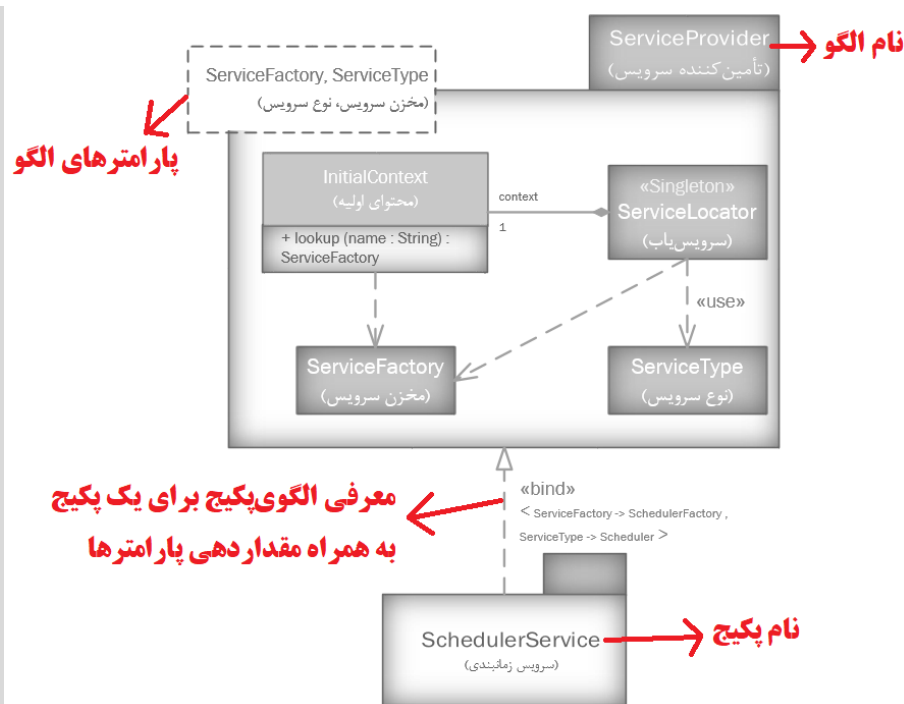 ServiceProvider
(تأمین‌کننده سرویس)
نام الگو
ServiceFactory, ServiceType
(مخزن سرویس، نوع سرویس)
پارامترهای الگو
InitialContext
(محتوای اولیه)
+ lookup (name : String) :
ServiceFactory
context
1
«Singleton»
ServiceLocator
(سرویس‌یاب)
«use»
ServiceFactory
(مخزن سرویس)
ServiceType
(نوع سرویس)
معرفی الگوی‌پکیج برای یک پکیج
به همراه مقداردهی پارامترها
«bind»
< ServiceFactory -> SchedulerFactory ,
ServiceType -> Scheduler >
SchedulerService
(سرویس زمانبندی)
نام پکیج